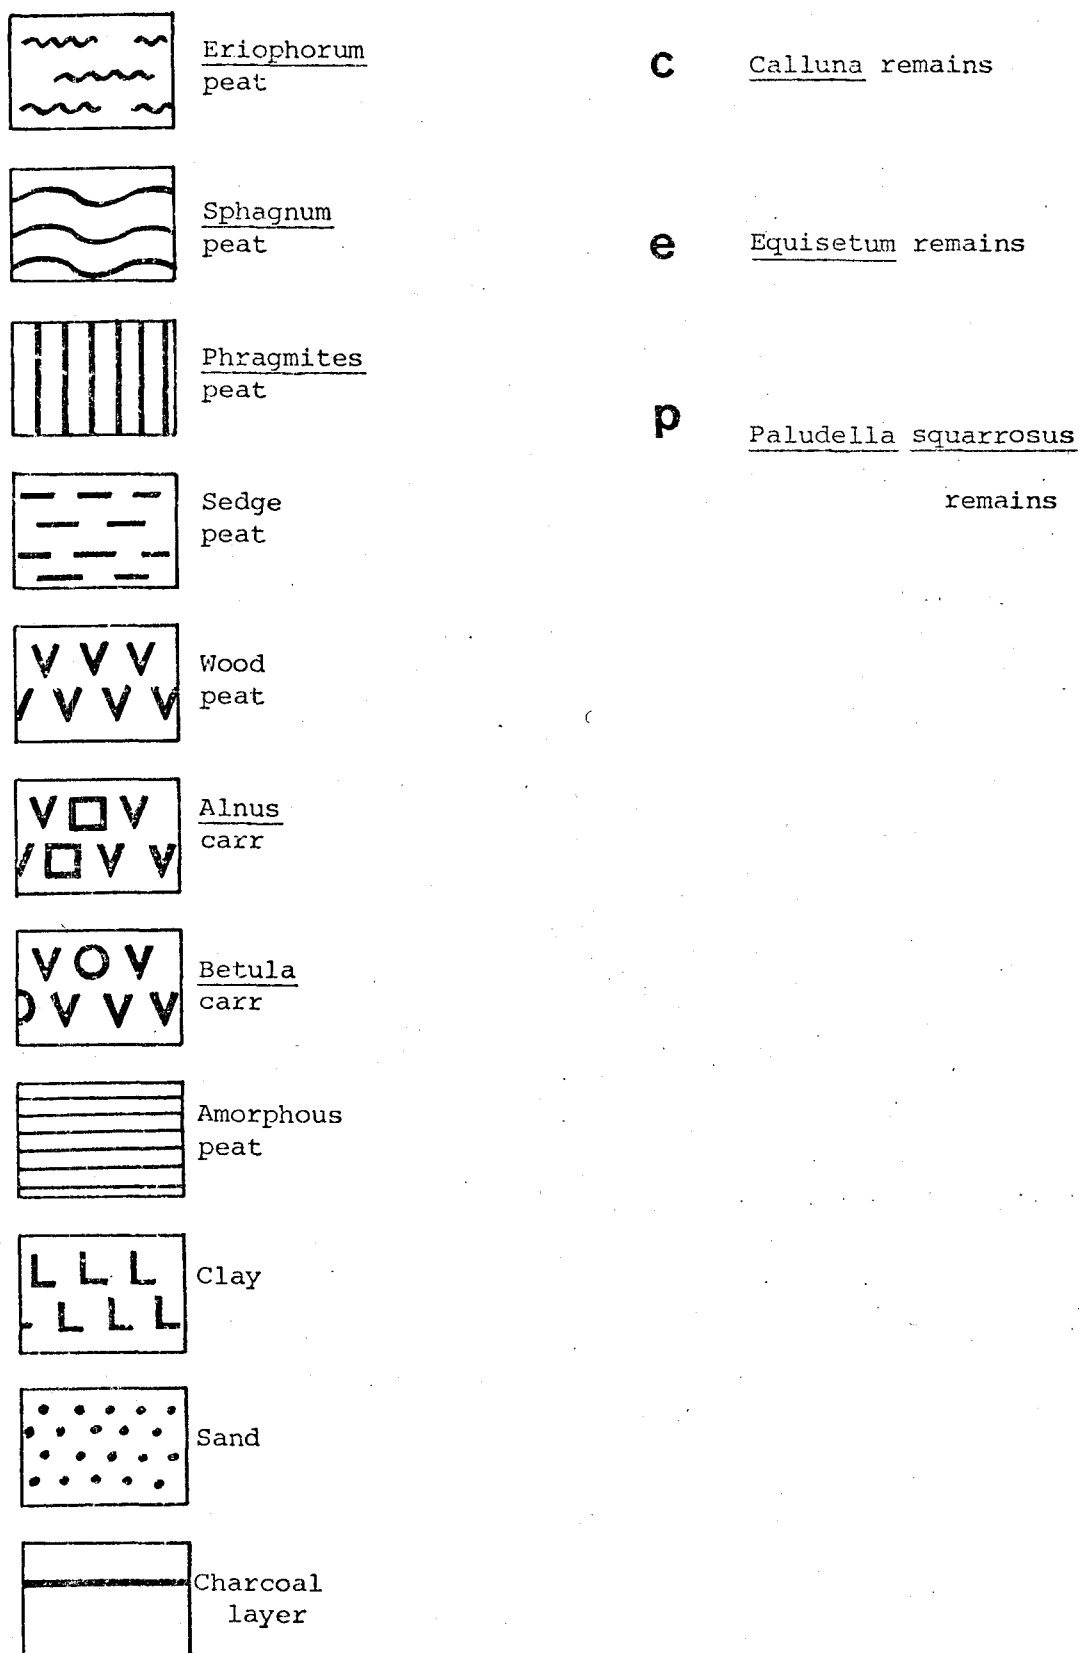 Eriophorum
peat
Sphagnum
peat
Phragmites
peat
Sedge
peat
Wood
peat
Alnus
carr
Betula
carr
Amorphous
peat
Clay
Sand
Charcoal
layer
c Calluna remains
e Equisetum remains
p Paludella squarrosus
remains